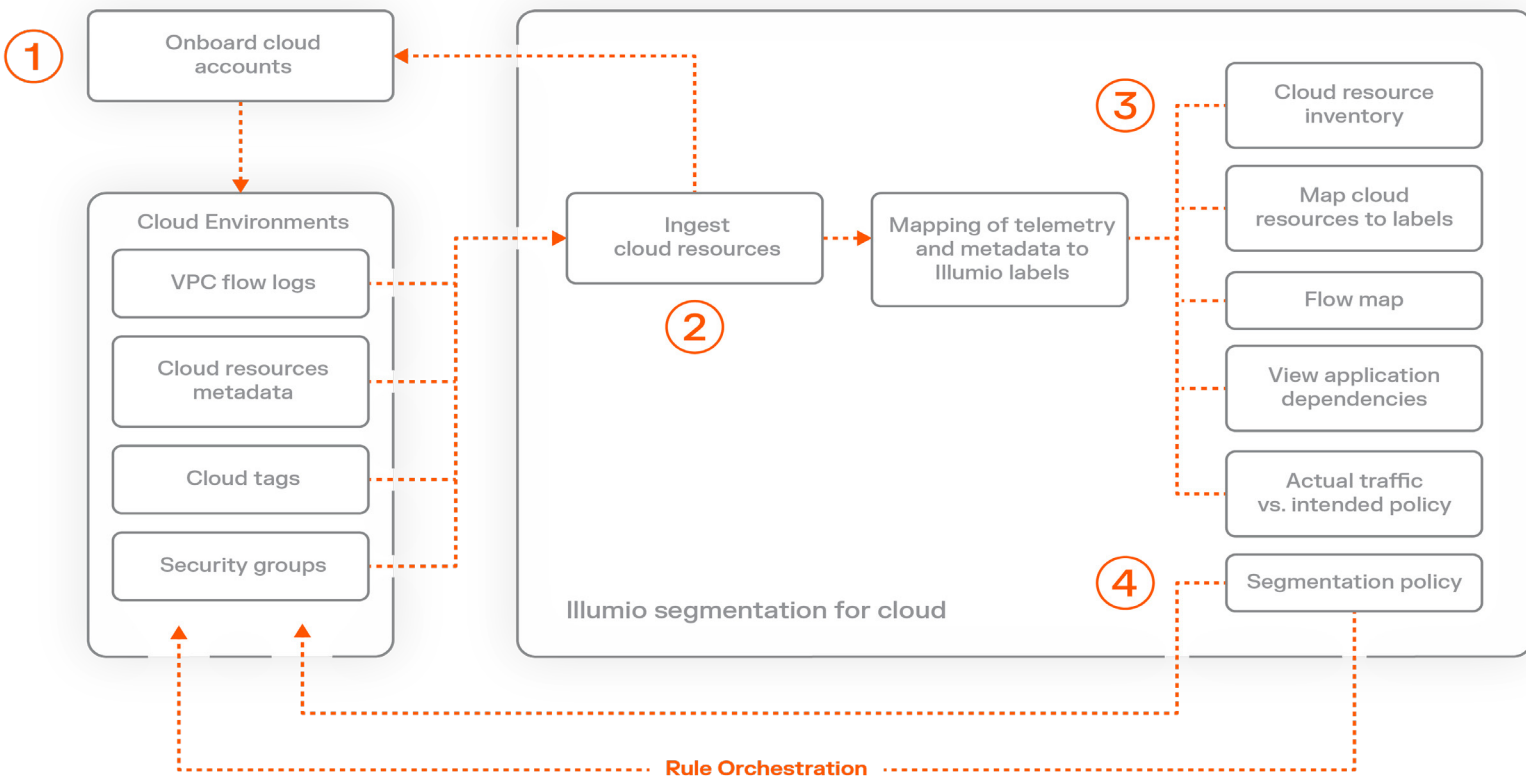 1
Onboard cloud
accounts
Cloud Environments
VPC flow logs
Cloud resources
metadata
Cloud tags
Security groups
Ingest
cloud resources
2
Mapping of telemetry
and metadata to
Illumio labels
3
Cloud resource
inventory
Map cloud
resources to labels
Flow map
View application
dependencies
Actual traffic
vs. intended policy
4
Segmentation policy
Illumio segmentation for cloud
Rule Orchestration